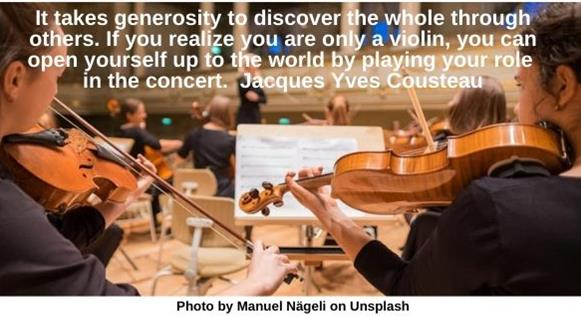 It takes generosity to discover the whole through
others. If you realize you are only a violin, you can
open yourself up to the world by playing your role
in the concert.  Jacques Yves Cousteau
Photo by Manuel Nägeli on Unsplash